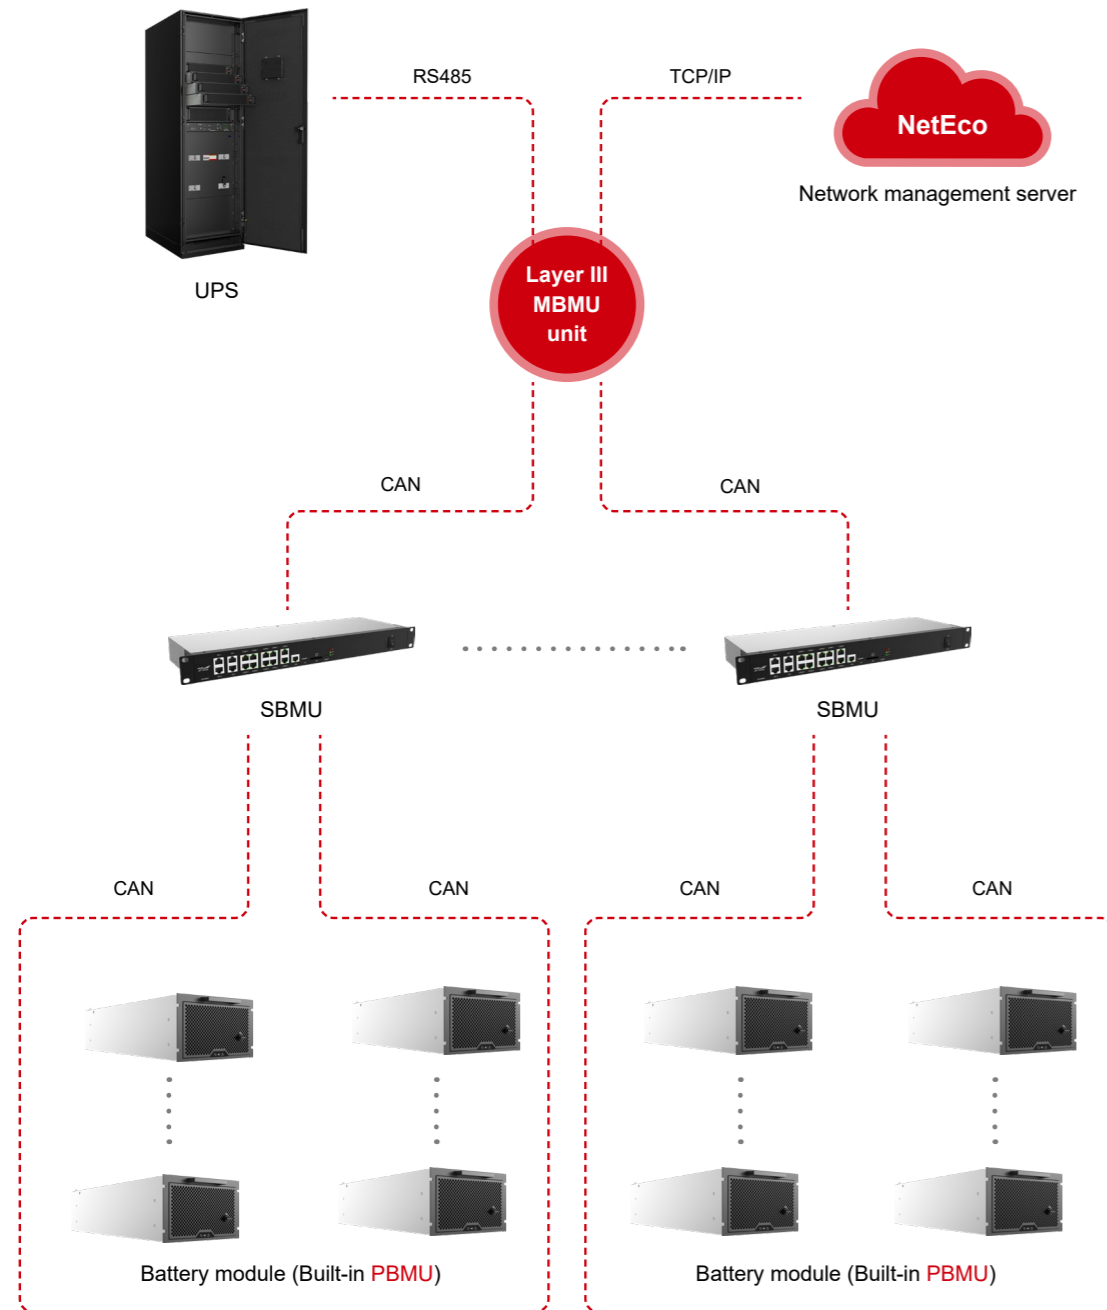 RS485
TCP/IP
NetEco
Network management server
UPS
Layer III
MBMU
unit
CAN
CAN
SBMU
SBMU
CAN
CAN
CAN
CAN
Battery module (Built-in PBMU)
Battery module (Built-in PBMU)